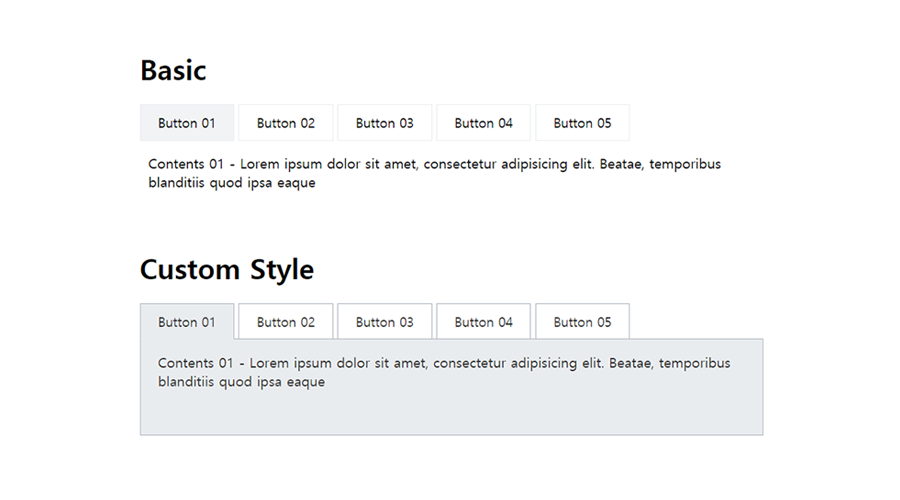 Basic
Button 01 Button 02 Button 03 Button 04 Button 05
Contents 01 - Lorem ipsum dolor sit amet, consectetur adipisicing elit. Beatae, temporibus
blanditiis quod ipsa eaque
Custom Style
Button 01 Button 02 Button 03 Button 04 Button 05
Contents 01 - Lorem ipsum dolor sit amet, consectetur adipisicing elit. Beatae, temporibus
blanditiis quod ipsa eaque